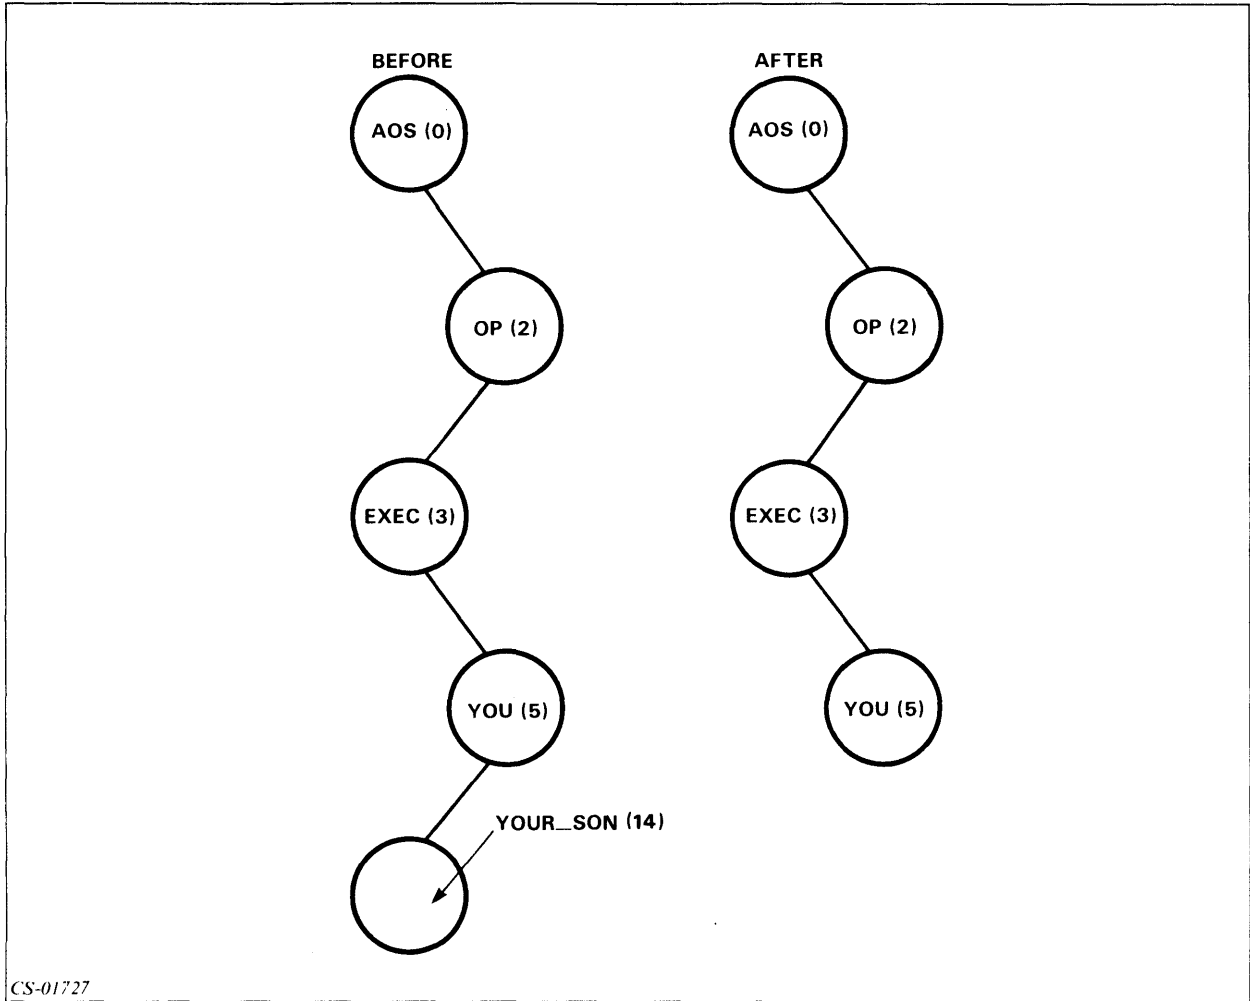 BEFORE
AOS (0)
OP (2)
EXEC (3)
YOU (5)
YOUR_SON (14)
AFTER
AOS (0)
OP (2)
EXEC (3)
YOU (5)
CS-01727